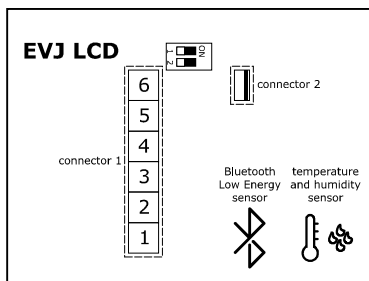 EVJ LCD
ON
1
2
6
5
4
3
2
1
connector 1
connector 2
Bluetooth
Low Energy
sensor
temperature
and humidity
sensor